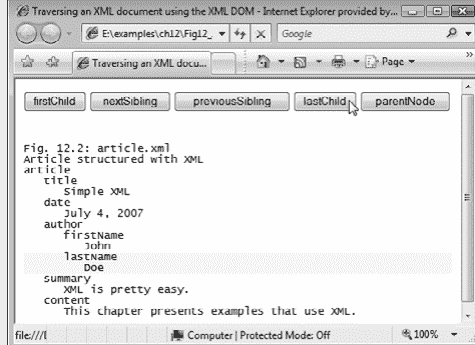 Traversing an XML document using the XML DOM - Internet Explorer provided by...
E:\examples\ch12\Fig12_
Google
Traversing an XML docu...
Page
firstChild nextSibling previousSibling lastChild parentNode
Fig. 12.2: article.xml
Article structured with XML
article
title
Simple XML
date
July 4, 2007
author
firstName
John
lastName
Doe
summary
XML is pretty easy.
content
This chapter presents examples that use XML.
file:///
Computer | Protected Mode: Off
100%